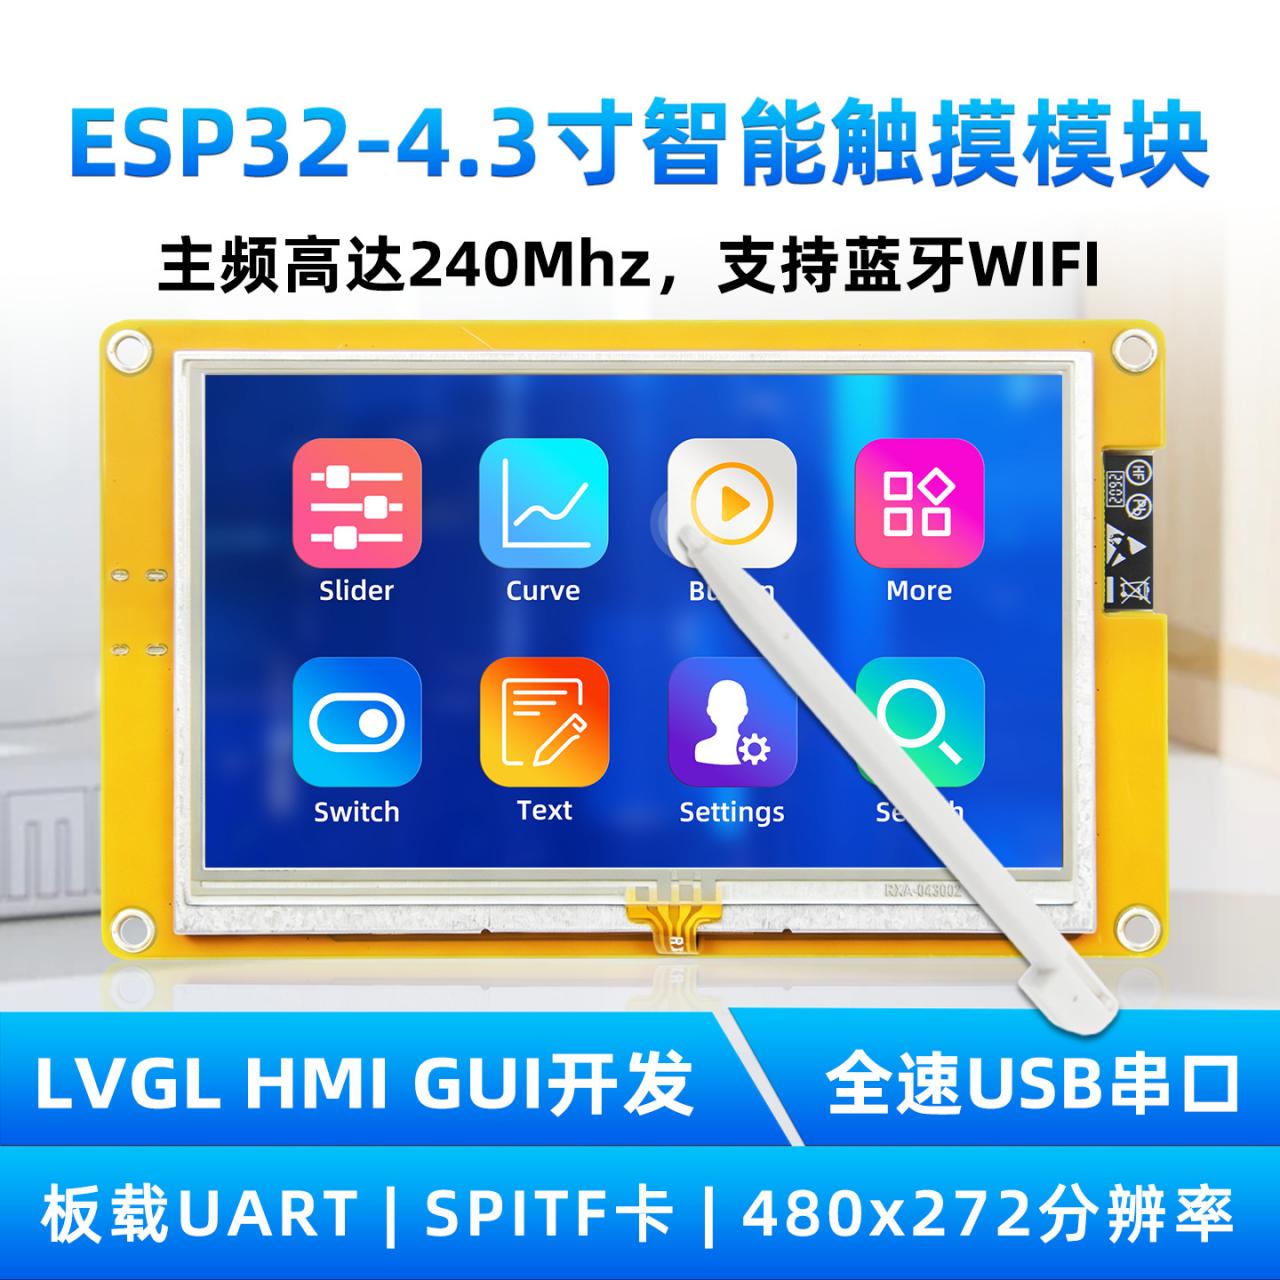 ESP32-4.3寸智能触摸模块
主频高达240Mhz，支持蓝牙WIFI
HF
2602
Pb
Slider
Curve
More
Switch
Text
Settings
RXA-043002
LVGL HMI GUI开发
全速USB串口
板载UART | SPITF卡 | 480x272分辨率